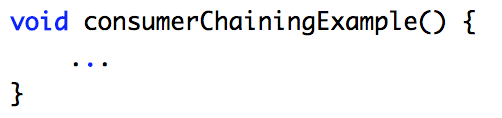 void consumerChainingExample() {
    ...
}